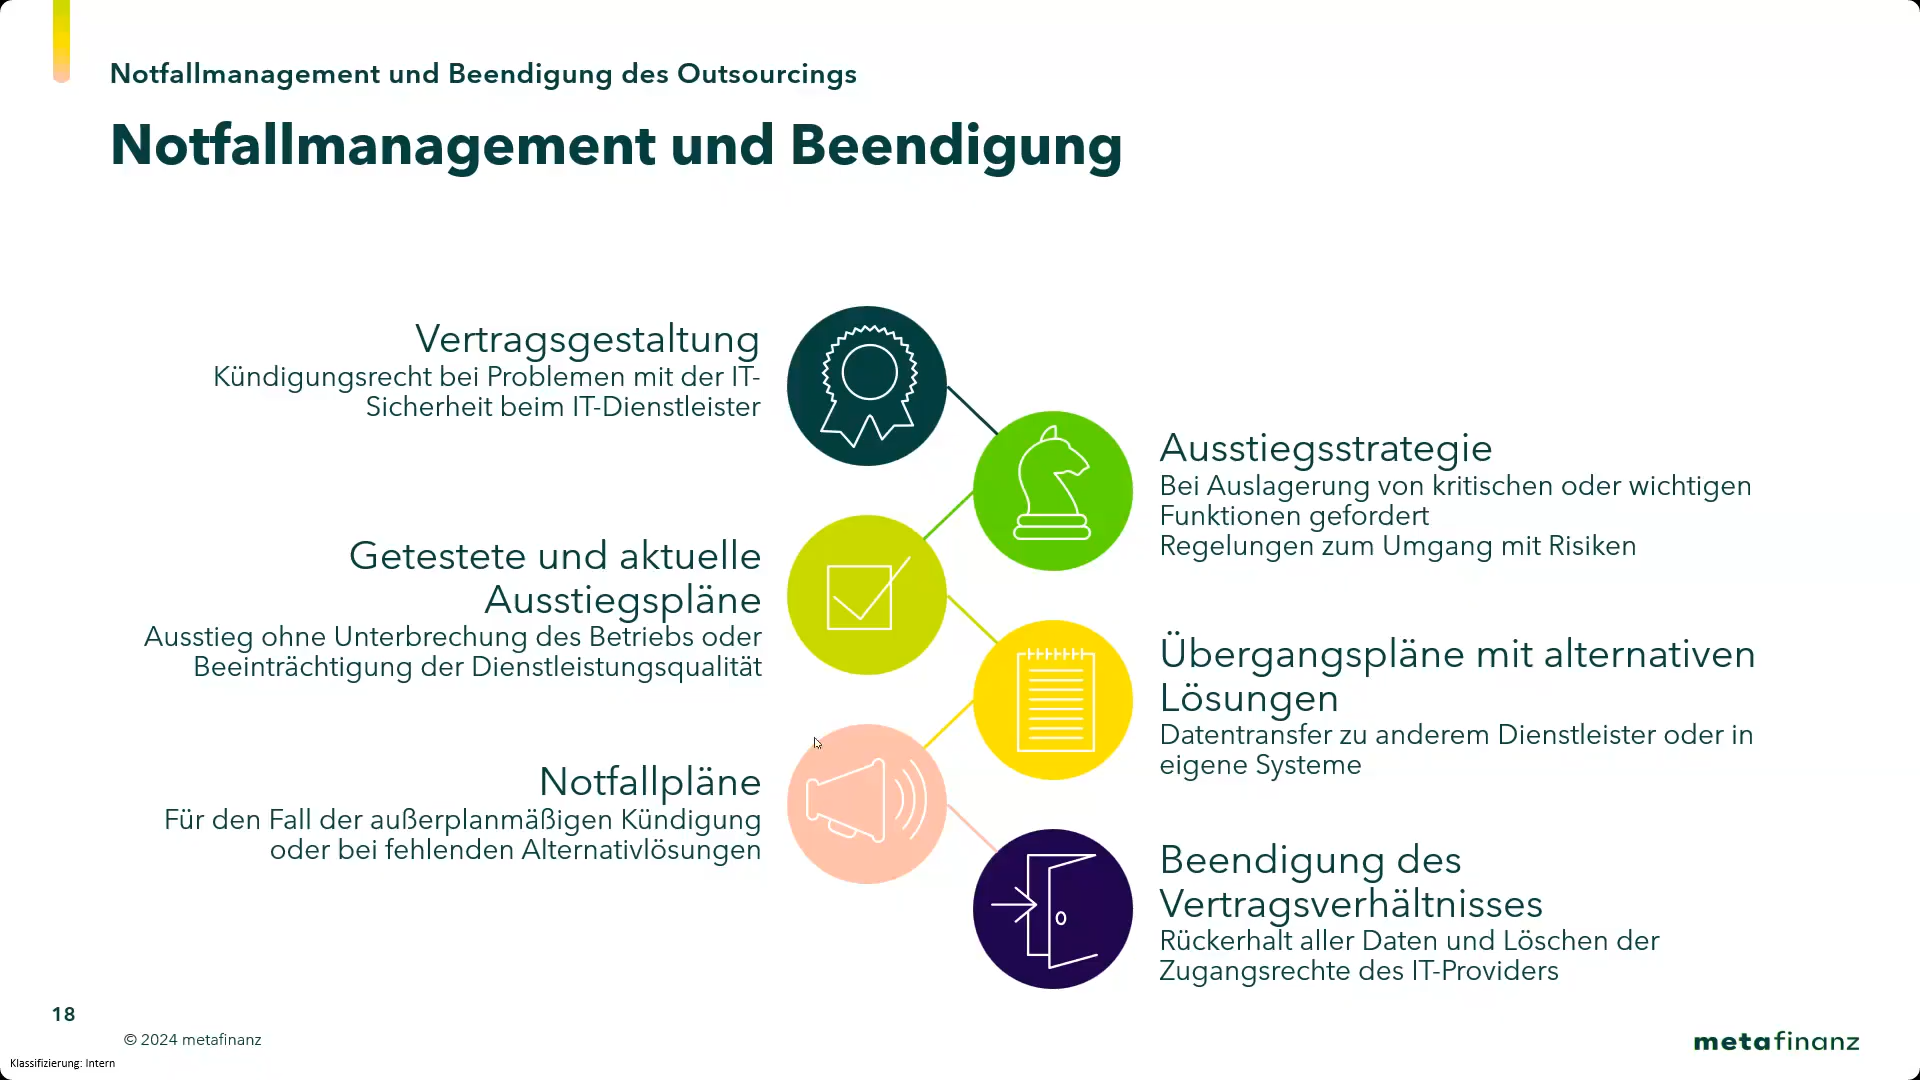 Notfallmanagement und Beendigung des Outsourcings
Notfallmanagement und Beendigung
Vertragsgestaltung
Kündigungsrecht bei Problemen mit der IT-
Sicherheit beim IT-Dienstleister
Ausstiegsstrategie
Bei Auslagerung von kritischen oder wichtigen
Funktionen gefordert
Regelungen zum Umgang mit Risiken
Getestete und aktuelle
Ausstiegspläne
Ausstieg ohne Unterbrechung des Betriebs oder
Beeinträchtigung der Dienstleistungsqualität
Übergangspläne mit alternativen
Lösungen
Datentransfer zu anderem Dienstleister oder in
eigene Systeme
Notfallpläne
Für den Fall der außerplanmäßigen Kündigung
oder bei fehlenden Alternativlösungen
Beendigung des
Vertragsverhältnisses
Rückerhalt aller Daten und Löschen der
Zugangsrechte des IT-Providers
18
© 2024 metafinanz
Klassifizierung: Intern
metafinanz